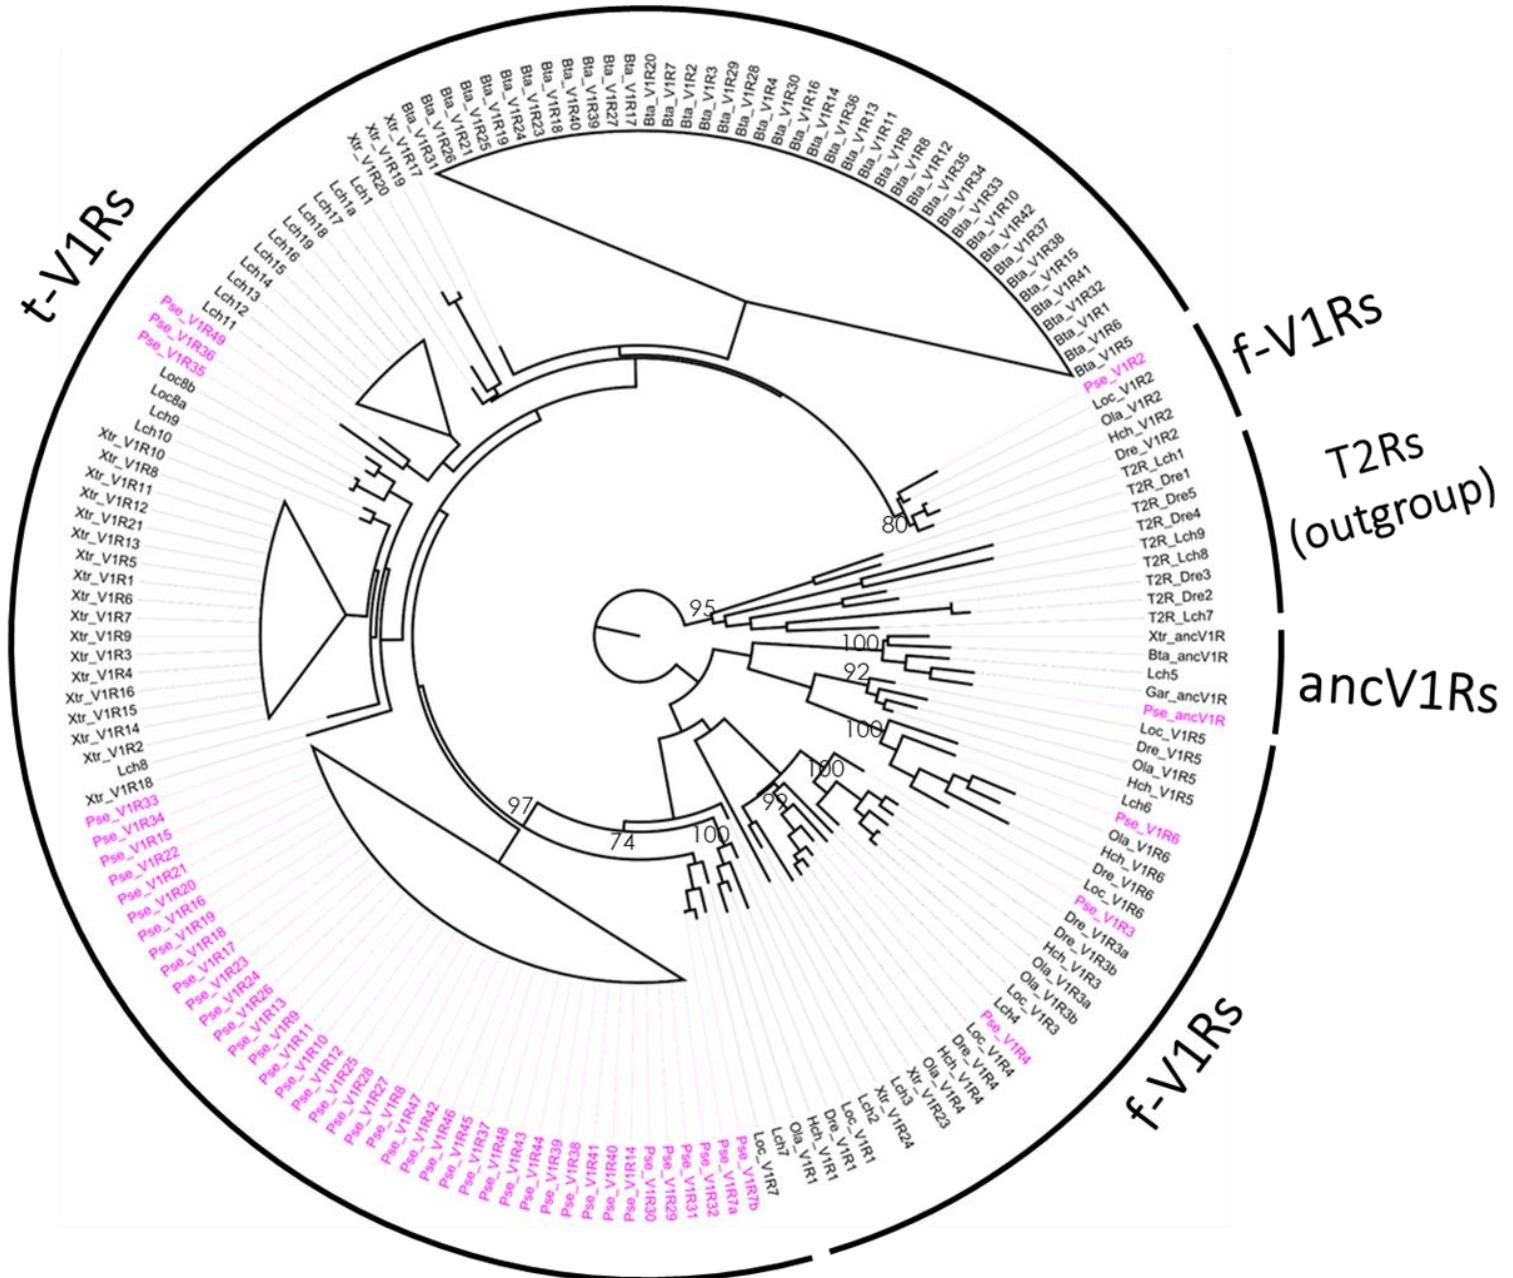 t-V1Rs
f-V1Rs
T2Rs
(outgroup)
ancV1Rs
f-V1Rs
Xtr_V1R20
Xtr_V1R19
Xtr_V1R17
Bta_V1R31
Bta_V1R26
Bta_V1R21
Bta_V1R25
Bta_V1R19
Bta_V1R24
Bta_V1R23
Bta_V1R18
Bta_V1R40
Bta_V1R39
Bta_V1R27
Bta_V1R17
Bta_V1R20
Bta_V1R7
Bta_V1R2
Bta_V1R3
Bta_V1R29
Bta_V1R28
Bta_V1R4
Bta_V1R30
Bta_V1R16
Bta_V1R14
Bta_V1R36
Bta_V1R13
Bta_V1R11
Bta_V1R9
Bta_V1R8
Bta_V1R12
Bta_V1R35
Bta_V1R34
Bta_V1R33
Bta_V1R10
Bta_V1R42
Bta_V1R37
Bta_V1R38
Bta_V1R15
Bta_V1R41
Bta_V1R32
Bta_V1R1
Bta_V1R6
Bta_V1R5
Pse_V1R2
Loc_V1R2
Ola_V1R2
Hch_V1R2
Dre_V1R2
T2R_Lch1
T2R_Dre1
T2R_Dre5
T2R_Dre4
T2R_Lch9
T2R_Lch8
T2R_Dre3
T2R_Dre2
T2R_Lch7
Xtr_ancV1R
Bta_ancV1R
Lch5
Gar_ancV1R
Pse_ancV1R
Loc_V1R5
Dre_V1R5
Ola_V1R5
Hch_V1R5
Lch6
Pse_V1R6
Ola_V1R6
Hch_V1R6
Dre_V1R6
Loc_V1R6
Pse_V1R3
Dre_V1R3a
Dre_V1R3b
Hch_V1R3
Ola_V1R3a
Ola_V1R3b
Loc_V1R3
Lch4
Pse_V1R4
Loc_V1R4
Dre_V1R4
Hch_V1R4
Ola_V1R4
Xtr_V1R23
Lch3
Xtr_V1R24
Lch2
Loc_V1R1
Dre_V1R1
Hch_V1R1
Ola_V1R1
Lch7
Loc_V1R7
Pse_V1R7b
Pse_V1R7a
Pse_V1R32
Pse_V1R31
Pse_V1R29
Pse_V1R30
Pse_V1R14
Pse_V1R40
Pse_V1R41
Pse_V1R38
Pse_V1R39
Pse_V1R44
Pse_V1R43
Pse_V1R48
Pse_V1R37
Pse_V1R45
Pse_V1R46
Pse_V1R42
Pse_V1R47
Pse_V1R8
Pse_V1R27
Pse_V1R28
Pse_V1R25
Pse_V1R12
Pse_V1R10
Pse_V1R11
Pse_V1R9
Pse_V1R13
Pse_V1R26
Pse_V1R24
Pse_V1R23
Pse_V1R17
Pse_V1R18
Pse_V1R19
Pse_V1R16
Pse_V1R20
Pse_V1R21
Pse_V1R22
Pse_V1R15
Pse_V1R34
Pse_V1R33
Xtr_V1R18
Lch8
Xtr_V1R2
Xtr_V1R14
Xtr_V1R15
Xtr_V1R16
Xtr_V1R4
Xtr_V1R3
Xtr_V1R9
Xtr_V1R7
Xtr_V1R6
Xtr_V1R1
Xtr_V1R5
Xtr_V1R13
Xtr_V1R21
Xtr_V1R12
Xtr_V1R11
Xtr_V1R8
Xtr_V1R10
Lch10
Lch9
Loc8a
Loc8b
Pse_V1R35
Pse_V1R36
Pse_V1R49
Lch11
Lch12
Lch13
Lch14
Lch15
Lch16
Lch19
Lch18
Lch17
Lch1a
Lch1
80
95
100
92
100
100
99
97
74
100